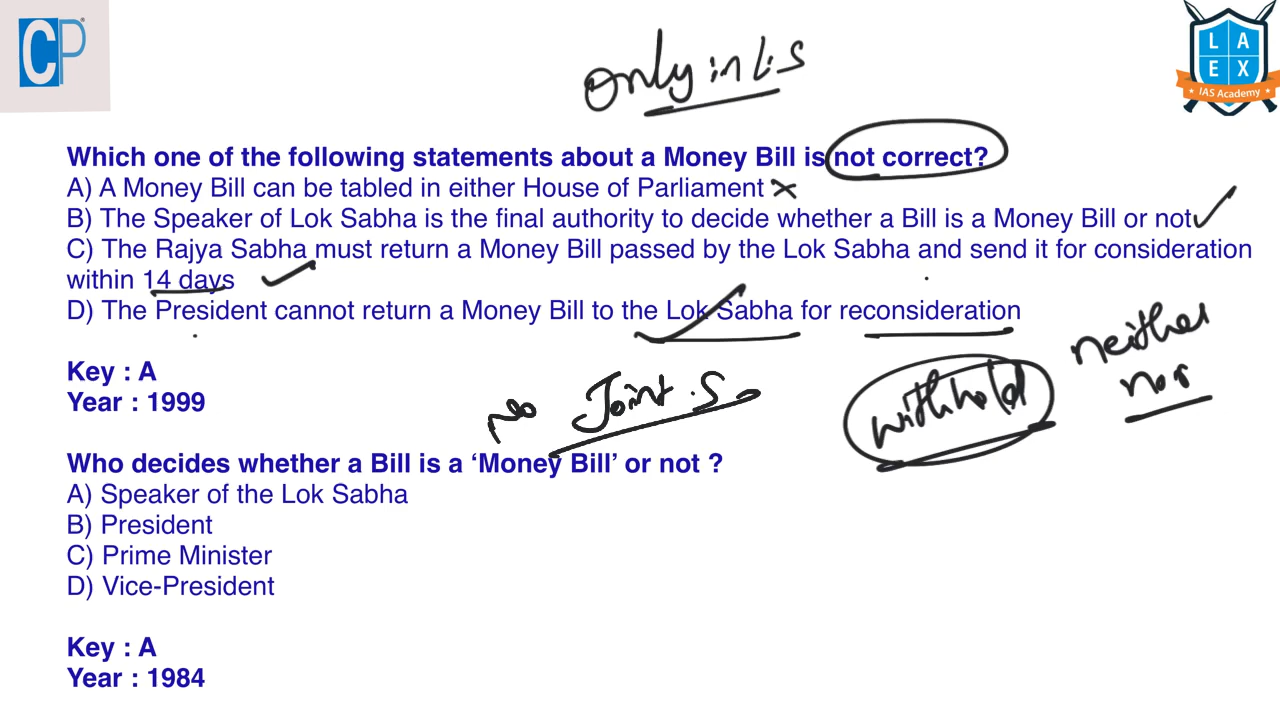 CP
L A
E X
IAS Academy
Only in L.S
Which one of the following statements about a Money Bill is not correct?
A) A Money Bill can be tabled in either House of Parliament
B) The Speaker of Lok Sabha is the final authority to decide whether a Bill is a Money Bill or not
C) The Rajya Sabha must return a Money Bill passed by the Lok Sabha and send it for consideration
within 14 days
D) The President cannot return a Money Bill to the Lok Sabha for reconsideration
neither
nor
withhold
Key : A
Year : 1999
No Joint . S
Who decides whether a Bill is a ‘Money Bill’ or not ?
A) Speaker of the Lok Sabha
B) President
C) Prime Minister
D) Vice-President
Key : A
Year : 1984